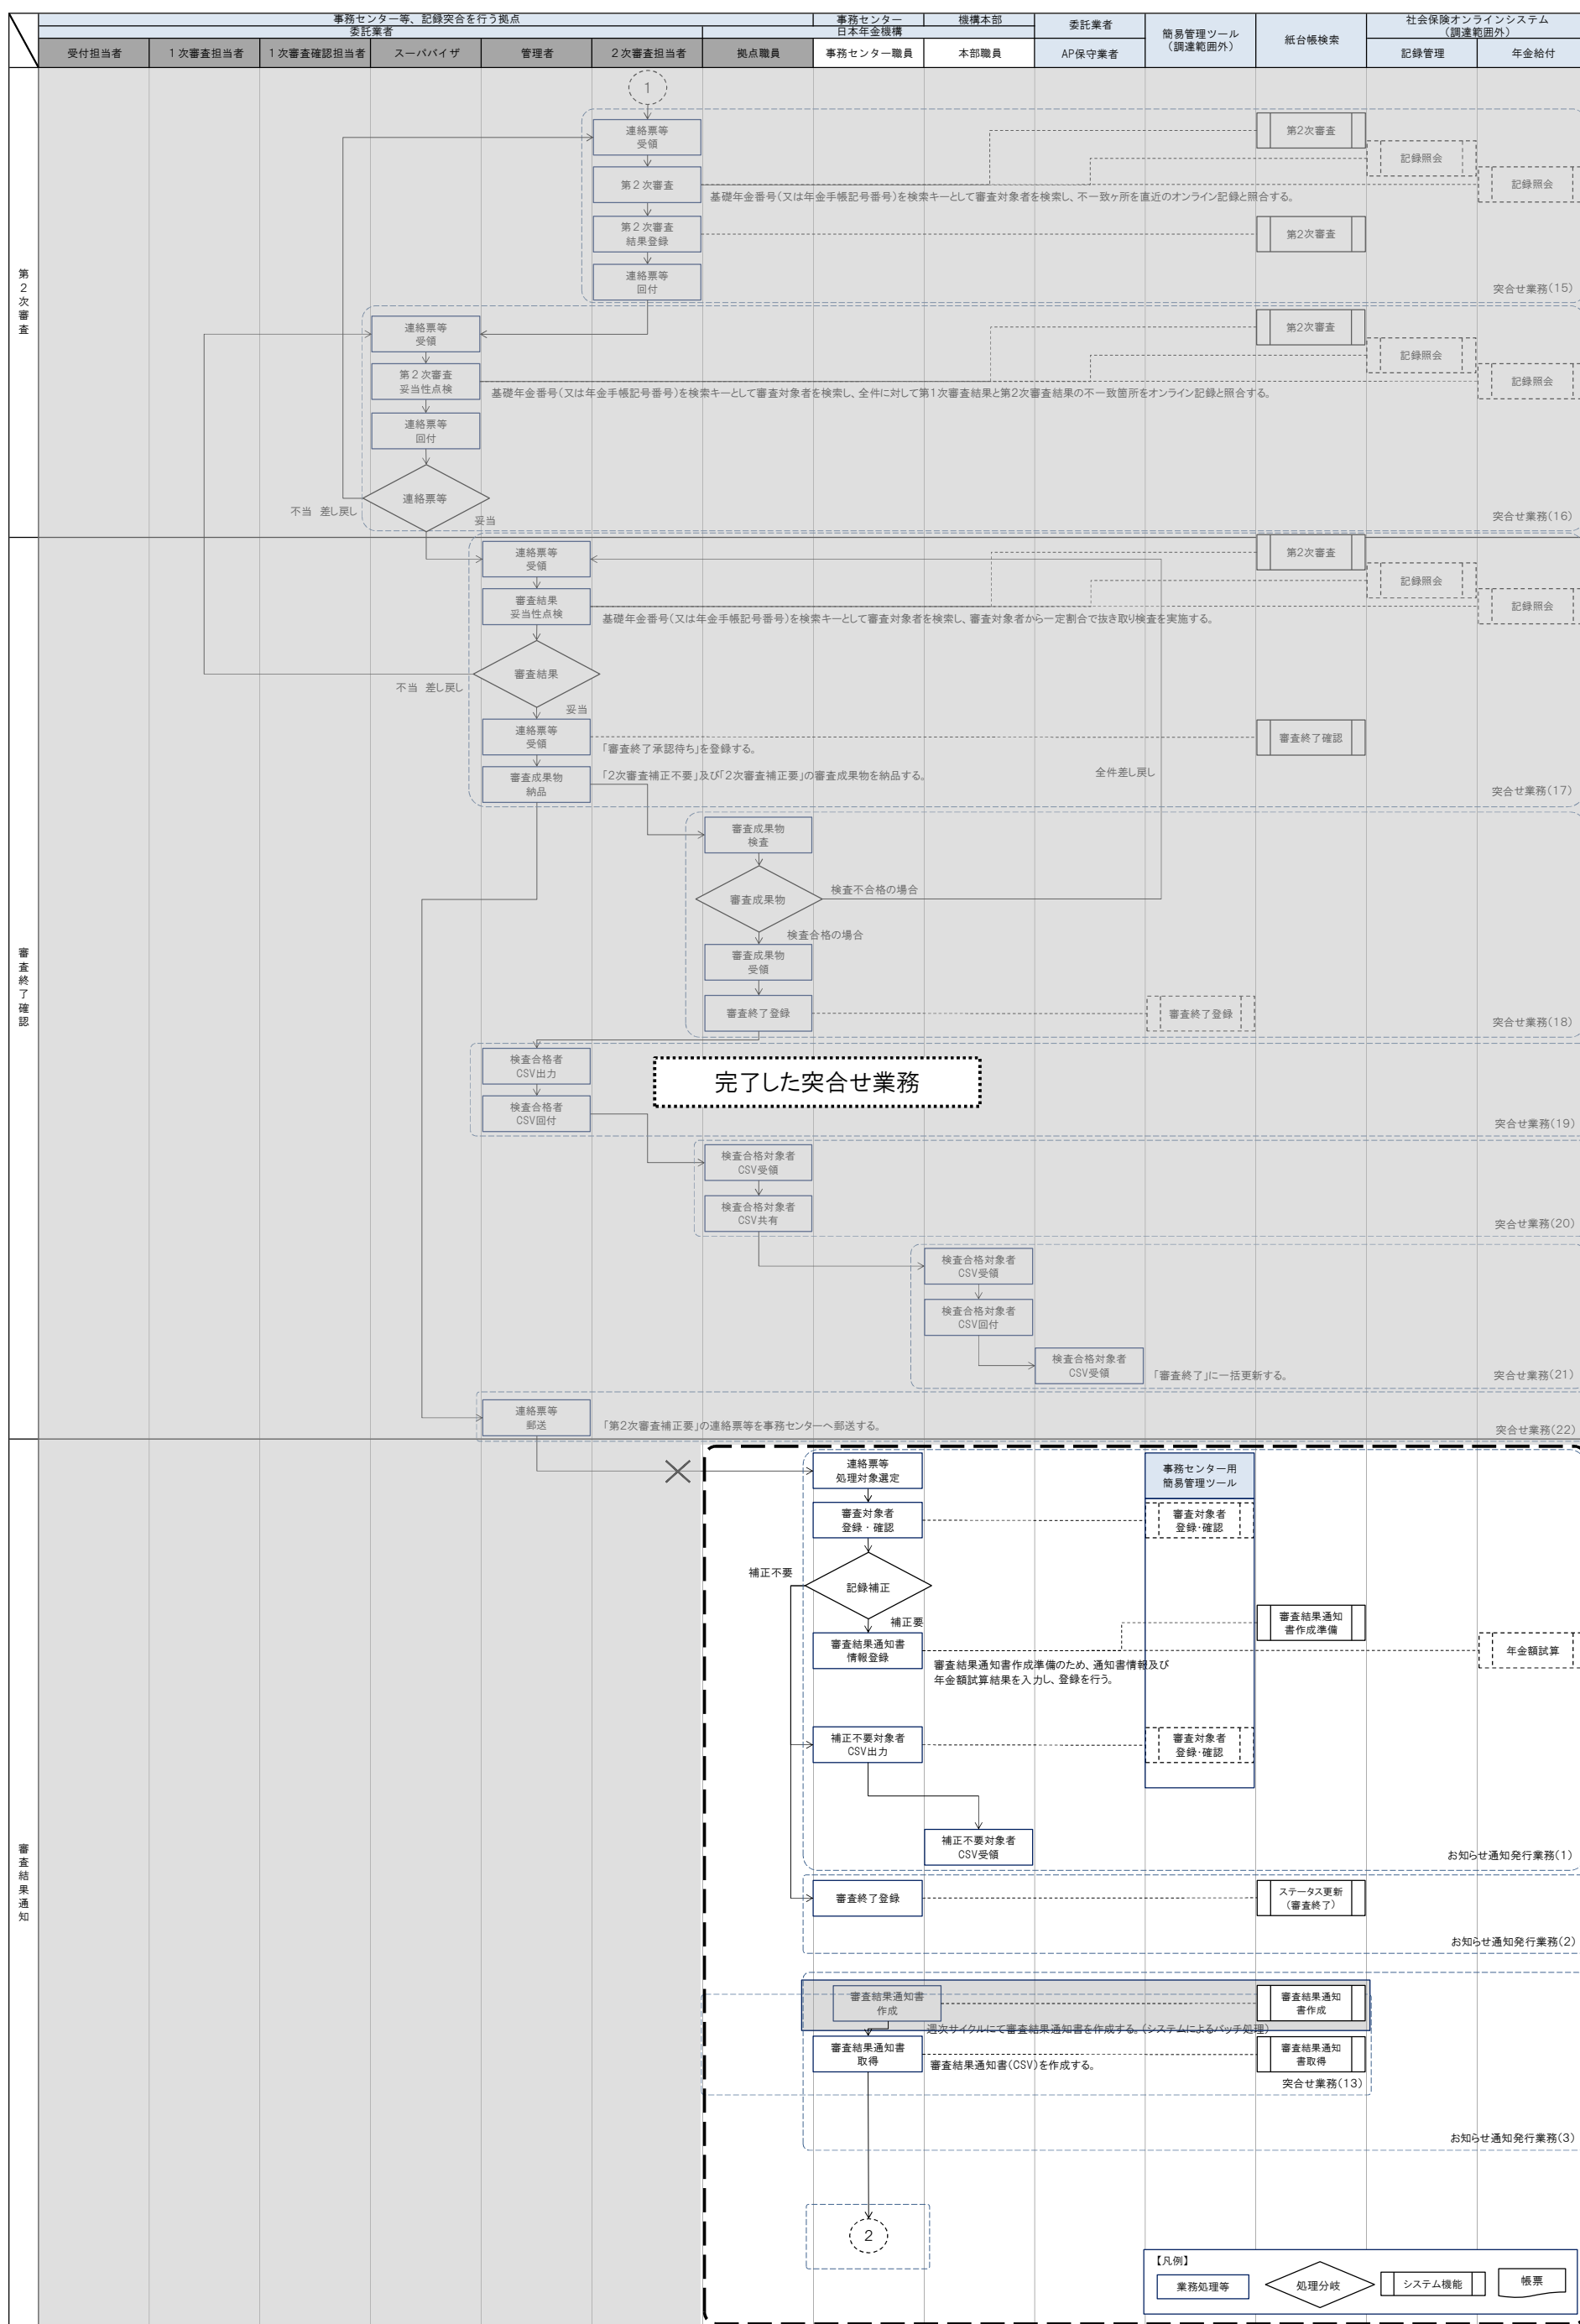 事務センター等、記録突合を行う拠点
事務センター
機構本部
委託業者
簡易管理ツール
（調達範囲外）
紙台帳検索
社会保険オンラインシステム
（調達範囲外）
委託業者
日本年金機構
受付担当者
１次審査担当者
１次審査確認担当者
スーパバイザ
管理者
２次審査担当者
拠点職員
事務センター職員
本部職員
AP保守業者
記録管理
年金給付
第２次審査
1
連絡票等
受領
第2次審査
記録照会
第２次審査
記録照会
基礎年金番号（又は年金手帳記号番号）を検索キーとして審査対象者を検索し、不一致ヶ所を直近のオンライン記録と照合する。
第２次審査
結果登録
第2次審査
連絡票等
回付
突合せ業務（15）
連絡票等
受領
第2次審査
記録照会
第２次審査
妥当性点検
記録照会
基礎年金番号（又は年金手帳記号番号）を検索キーとして審査対象者を検索し、全件に対して第1次審査結果と第2次審査結果の不一致箇所をオンライン記録と照合する。
連絡票等
回付
連絡票等
不当　差し戻し
妥当
突合せ業務（16）
審査終了確認
連絡票等
受領
第2次審査
記録照会
審査結果
妥当性点検
記録照会
基礎年金番号（又は年金手帳記号番号）を検索キーとして審査対象者を検索し、審査対象者から一定割合で抜き取り検査を実施する。
審査結果
不当　差し戻し
妥当
連絡票等
受領
「審査終了承認待ち」を登録する。
審査終了確認
審査成果物
納品
「2次審査補正不要」及び「2次審査補正要」の審査成果物を納品する。
全件差し戻し
突合せ業務（17）
審査成果物
検査
審査成果物
検査不合格の場合
検査合格の場合
審査成果物
受領
審査終了登録
審査終了登録
突合せ業務（18）
検査合格者
CSV出力
完了した突合せ業務
検査合格者
CSV回付
突合せ業務（19）
検査合格対象者
CSV受領
検査合格対象者
CSV共有
突合せ業務（20）
検査合格対象者
CSV受領
検査合格対象者
CSV回付
検査合格対象者
CSV受領
「審査終了」に一括更新する。
突合せ業務（21）
連絡票等
郵送
「第2次審査補正要」の連絡票等を事務センターへ郵送する。
突合せ業務（22）
審査結果通知
連絡票等
処理対象選定
事務センター用
簡易管理ツール
審査対象者
登録・確認
審査対象者
登録・確認
補正不要
記録補正
補正要
審査結果通知
書作成準備
審査結果通知書
情報登録
年金額試算
審査結果通知書作成準備のため、通知書情報及び
年金額試算結果を入力し、登録を行う。
補正不要対象者
CSV出力
審査対象者
登録・確認
補正不要対象者
CSV受領
お知らせ通知発行業務（1）
審査終了登録
ステータス更新
（審査終了）
お知らせ通知発行業務（2）
審査結果通知書
作成
審査結果通知
書作成
週次サイクルにて審査結果通知書を作成する。（システムによるバッチ処理）
審査結果通知書
取得
審査結果通知書（CSV）を作成する。
審査結果通知
書取得
突合せ業務（13）
お知らせ通知発行業務（3）
2
【凡例】
業務処理等
処理分岐
システム機能
帳票